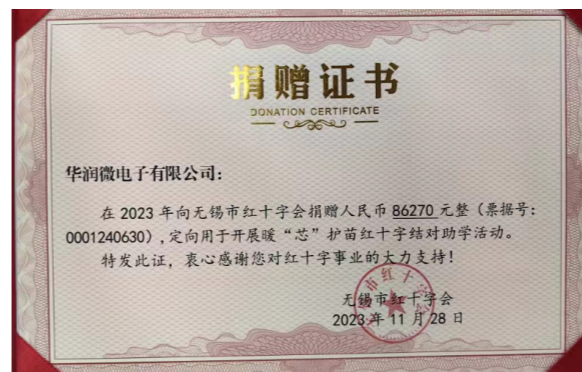 捐赠证书
DONATION CERTIFICATE
华润微电子有限公司：
在 2023 年向无锡市红十字会捐赠人民币 86270 元整（票据号：
0001240630），定向用于开展暖“芯”护苗红十字结对助学活动。
特发此证，衷心感谢您对红十字事业的大力支持！
无锡市红十字会
2023 年 11 月 28 日